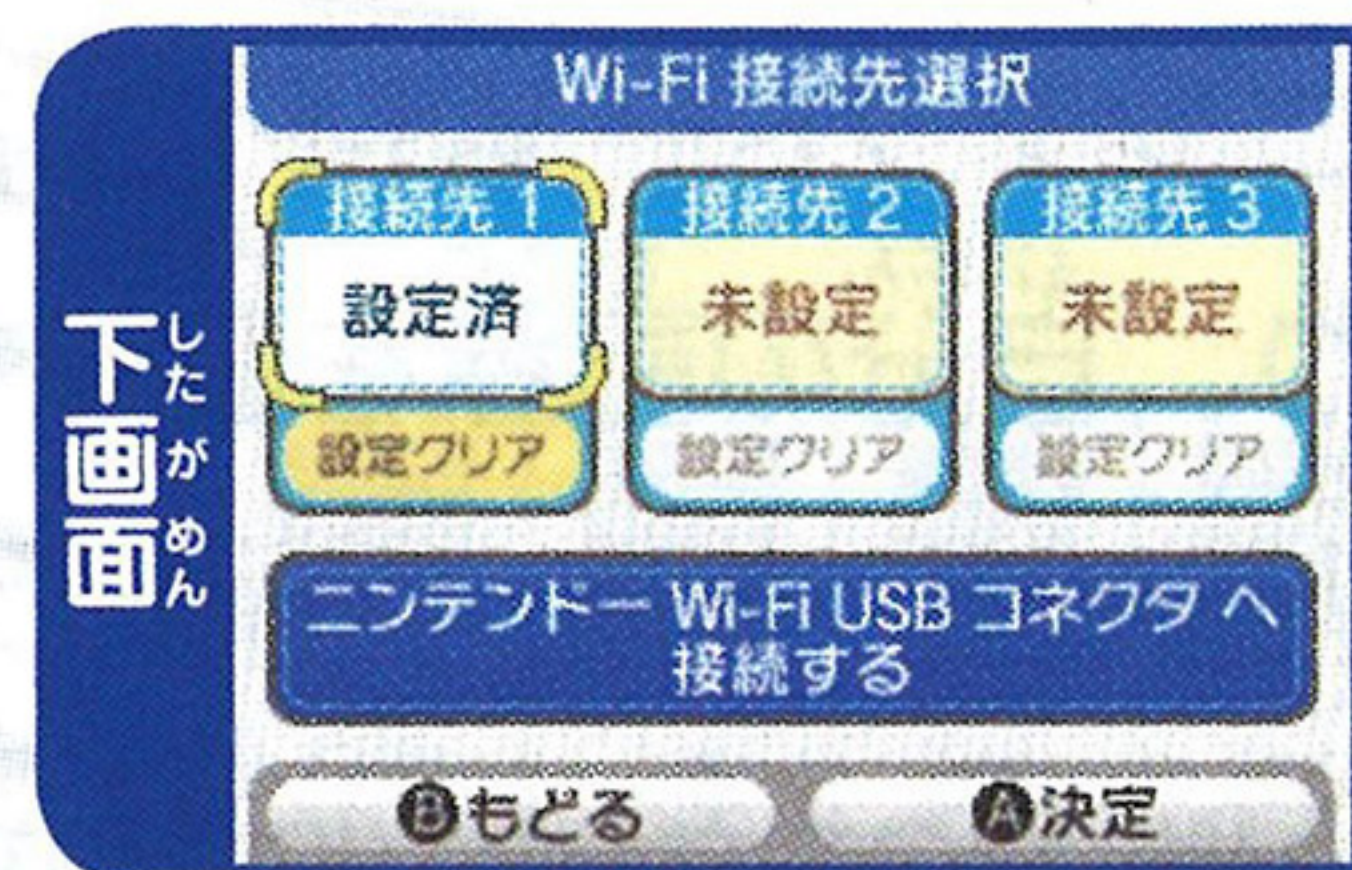 下画面
したがめん
Wi-Fi 接続先選択
接続先 1
接続先 2
接続先 3
設定済
未設定
未設定
設定クリア
設定クリア
設定クリア
ニンテンドー Wi-Fi USB コネクタ へ
接続する
Bもどる
A決定